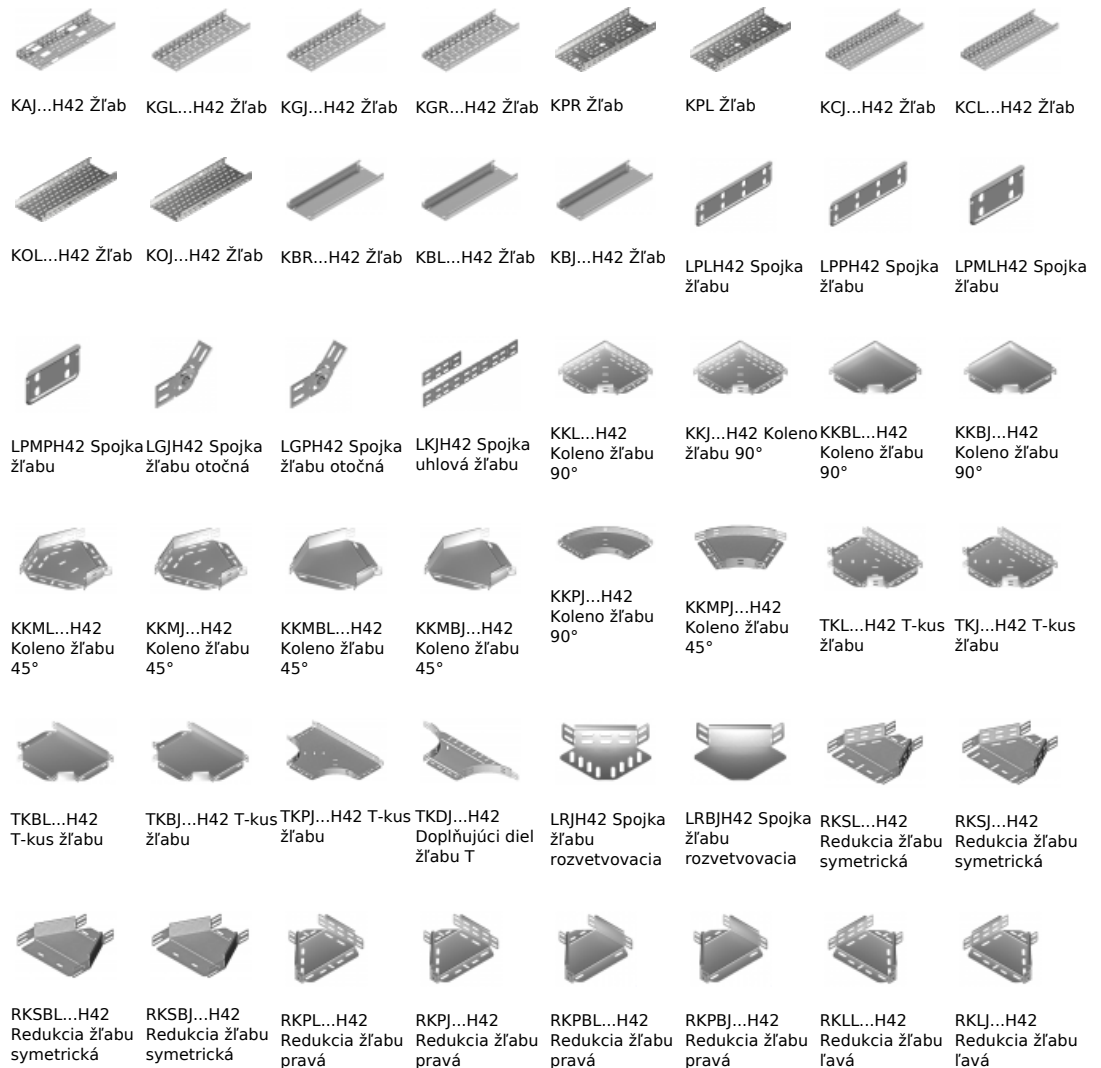 KAJ...H42 Žľab
KGL...H42 Žľab
KGJ...H42 Žľab
KGR...H42 Žľab
KPR Žľab
KPL Žľab
KCJ...H42 Žľab
KCL...H42 Žľab
KOL...H42 Žľab
KOJ...H42 Žľab
KBR...H42 Žľab
KBL...H42 Žľab
KBJ...H42 Žľab
LPLH42 Spojka
žľabu
LPPH42 Spojka
žľabu
LPMLH42 Spojka
žľabu
LPMPH42 Spojka
žľabu
LGJH42 Spojka
žľabu otočná
LGPH42 Spojka
žľabu otočná
LKJH42 Spojka
uhlová žľabu
KKL...H42
Koleno žľabu
90°
KKJ...H42 Koleno
žľabu 90°
KKBL...H42
Koleno žľabu
90°
KKBJ...H42
Koleno žľabu
90°
KKML...H42
Koleno žľabu
45°
KKMJ...H42
Koleno žľabu
45°
KKMBL...H42
Koleno žľabu
45°
KKMBJ...H42
Koleno žľabu
45°
KKPJ...H42
Koleno žľabu
90°
KKMPJ...H42
Koleno žľabu
45°
TKL...H42 T-kus
žľabu
TKJ...H42 T-kus
žľabu
TKBL...H42
T-kus žľabu
TKBJ...H42 T-kus
žľabu
TKPJ...H42 T-kus
žľabu
TKDJ...H42
Doplňujúci diel
žľabu T
LRJH42 Spojka
žľabu
rozvetvovacia
LRBJH42 Spojka
žľabu
rozvetvovacia
RKSL...H42
Redukcia žľabu
symetrická
RKSJ...H42
Redukcia žľabu
symetrická
RKSBL...H42
Redukcia žľabu
symetrická
RKSBJ...H42
Redukcia žľabu
symetrická
RKPL...H42
Redukcia žľabu
pravá
RKPJ...H42
Redukcia žľabu
pravá
RKPBL...H42
Redukcia žľabu
pravá
RKPBJ...H42
Redukcia žľabu
pravá
RKLL...H42
Redukcia žľabu
ľavá
RKLJ...H42
Redukcia žľabu
ľavá